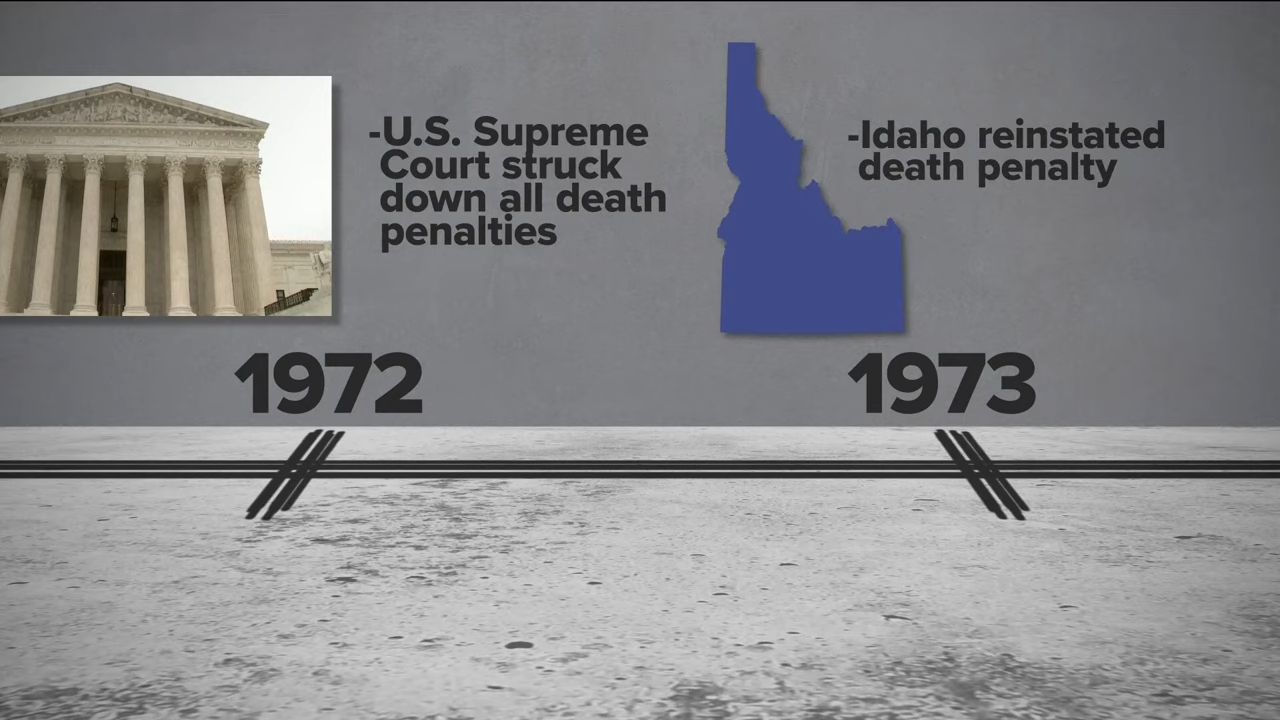 -U.S. Supreme
Court struck
down all death
penalties
-Idaho reinstated
death penalty
1972
1973